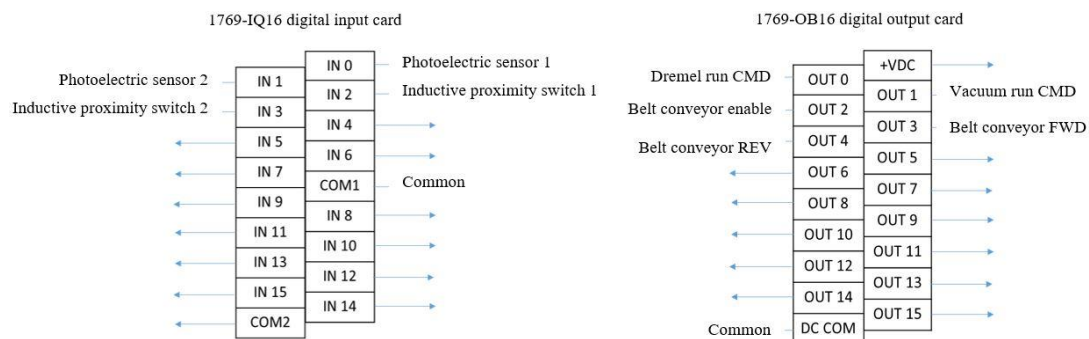 1769-IQ16 digital input card
Photoelectric sensor 2
IN 1
IN 0
Photoelectric sensor 1
Inductive proximity switch 2
IN 3
IN 2
Inductive proximity switch 1
IN 5
IN 4
IN 7
IN 6
IN 9
COM1
Common
IN 11
IN 8
IN 13
IN 10
IN 15
IN 12
COM2
IN 14
1769-OB16 digital output card
+VDC
Dremel run CMD
OUT 0
OUT 1
Vacuum run CMD
Belt conveyor enable
OUT 2
OUT 3
Belt conveyor FWD
Belt conveyor REV
OUT 4
OUT 5
OUT 6
OUT 7
OUT 8
OUT 9
OUT 10
OUT 11
OUT 12
OUT 13
OUT 14
OUT 15
Common
DC COM